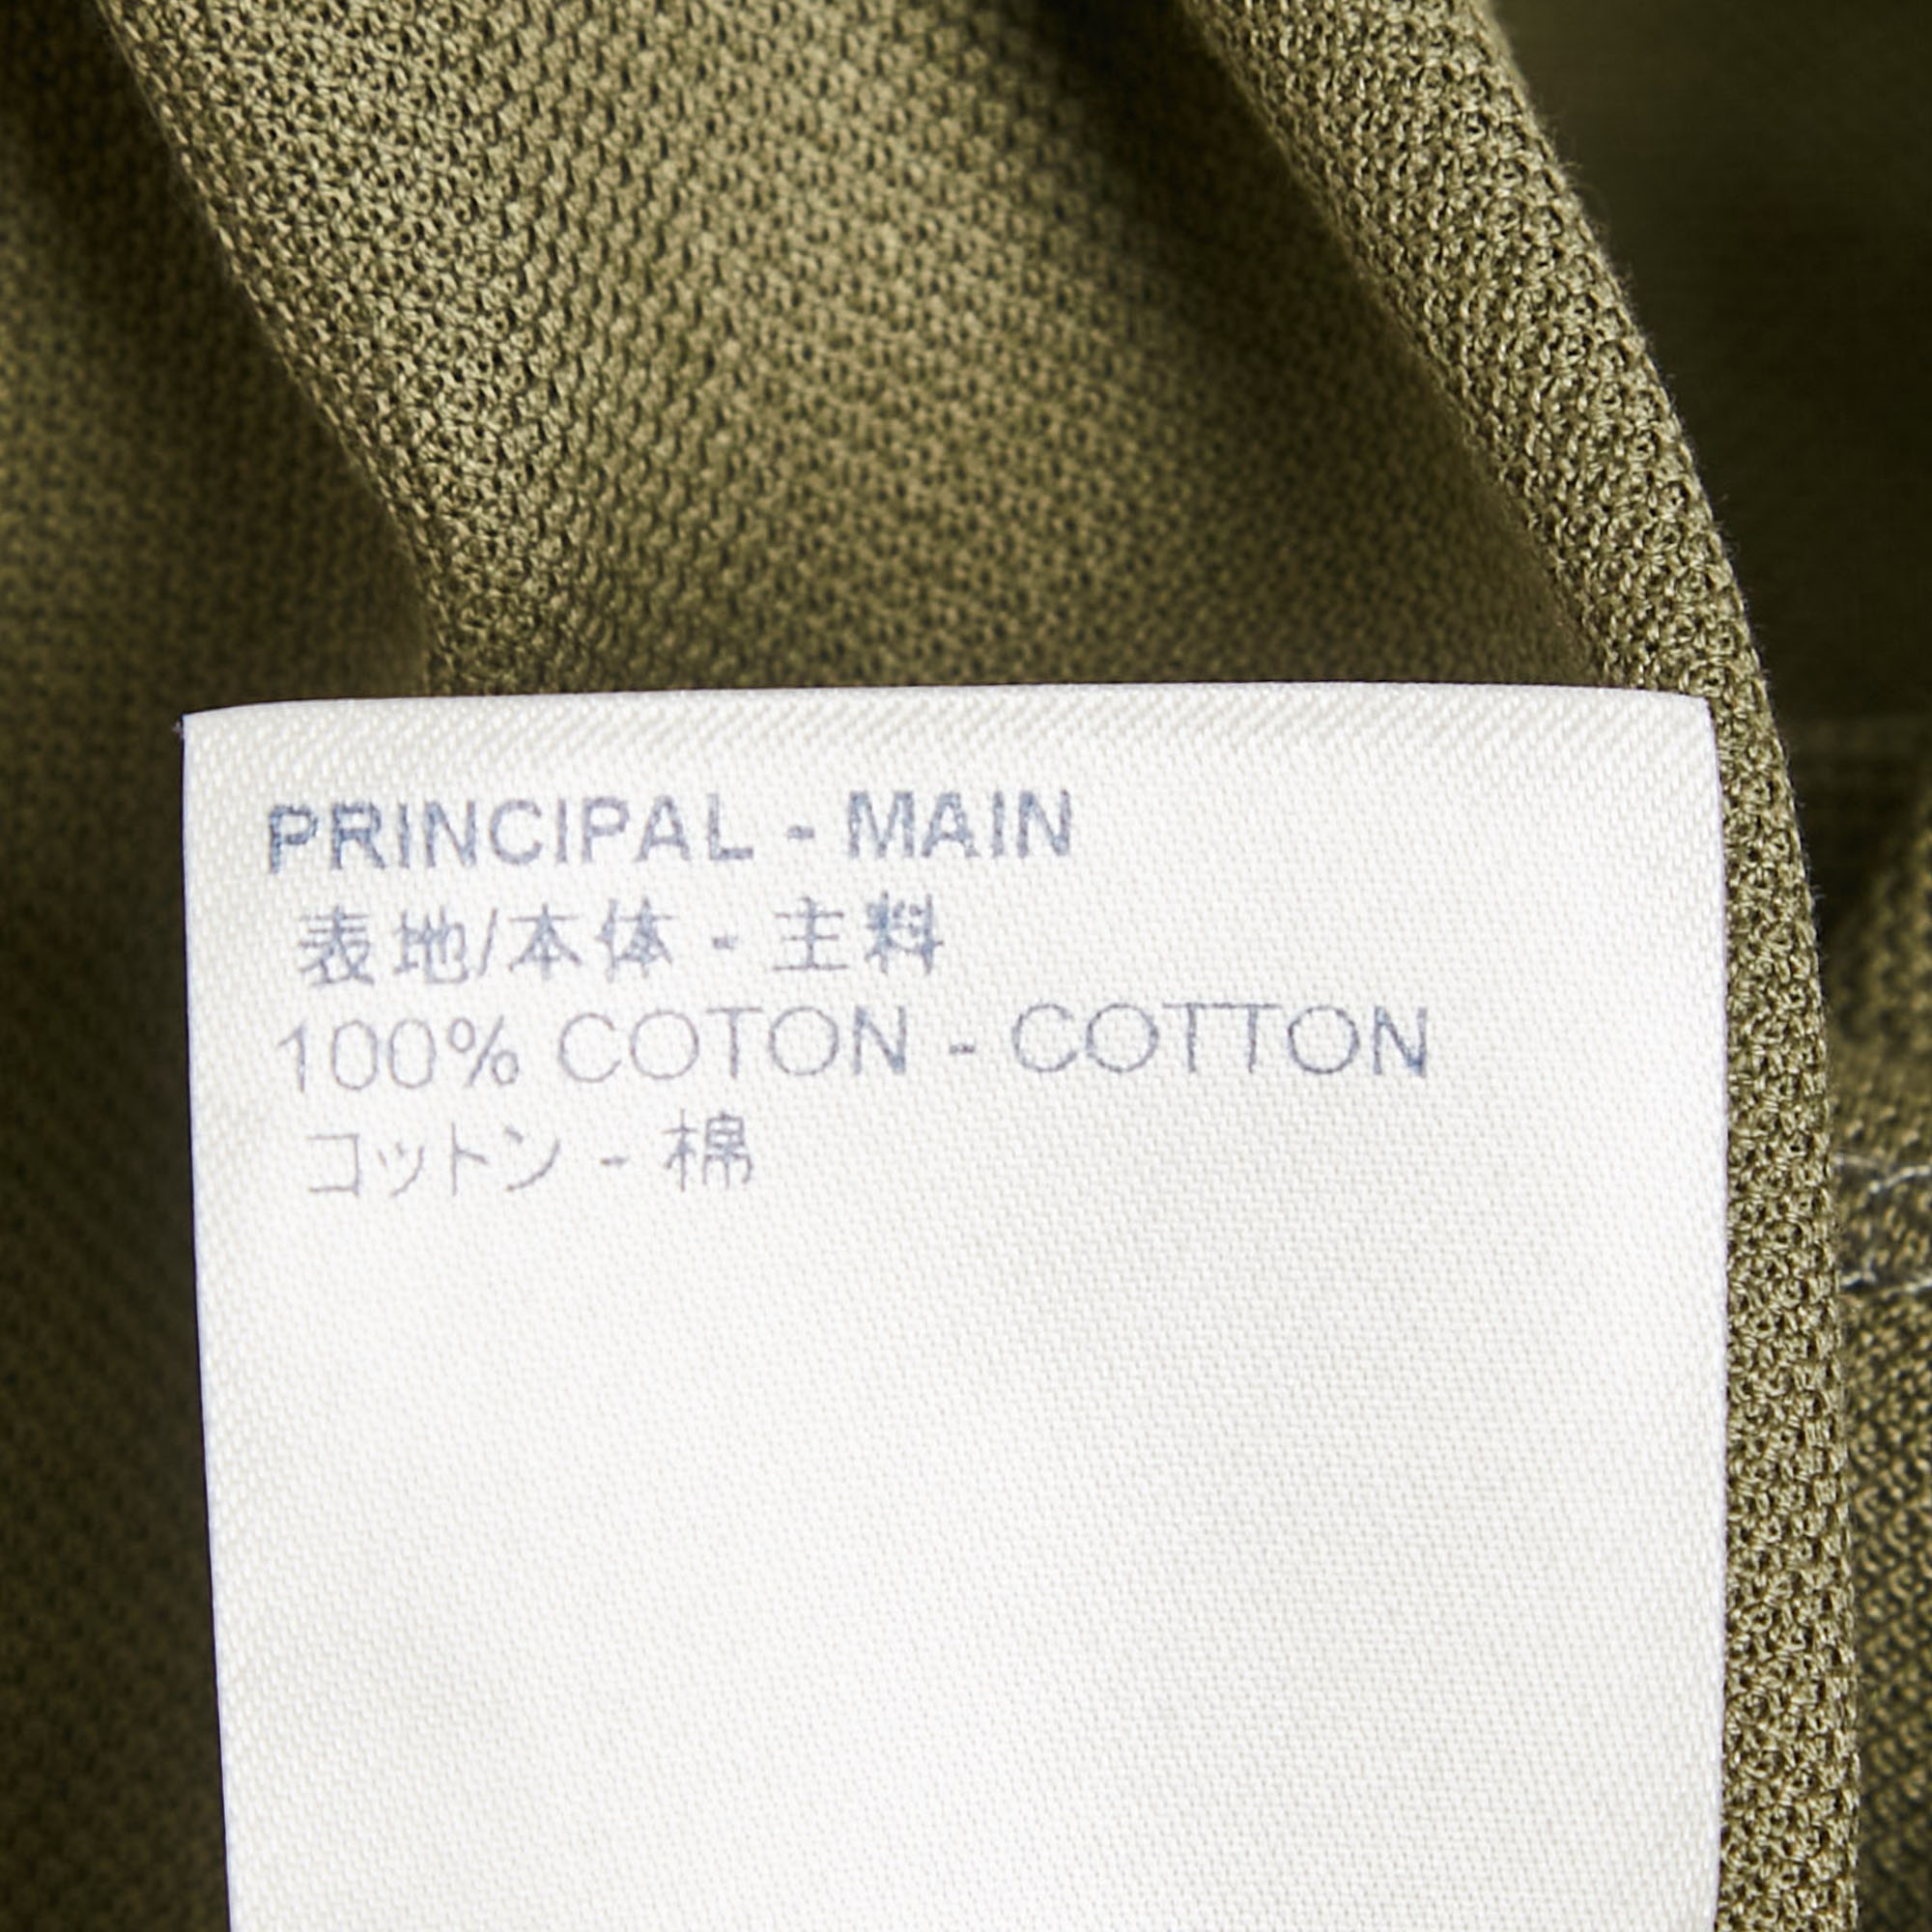 PRINCIPAL - MAIN
表地/本体 - 主料
100% COTON - COTTON
コットン - 棉